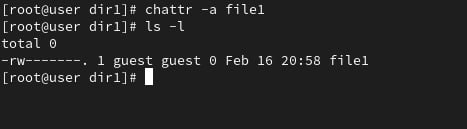 [root@user dir1]# chattr -a file1
[root@user dir1]# ls -l
total 0
-rw-------. 1 guest guest 0 Feb 16 20:58 file1
[root@user dir1]#